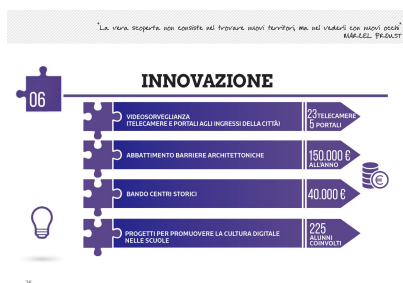 "La vera scoperta non consiste nel trovare nuovi territori, ma nel vederli con nuovi occhi"
MARCEL PROUST
INNOVAZIONE
06
VIDEOSORVEGLIANZA
(TELECAMERE E PORTALI AGLI INGRESSI DELLA CITTÀ)
23 TELECAMERE
5 PORTALI
ABBATTIMENTO BARRIERE ARCHITETTONICHE
150.000 €
ALL'ANNO
BANDO CENTRI STORICI
40.000 €
PROGETTI PER PROMUOVERE LA CULTURA DIGITALE
NELLE SCUOLE
225
ALUNNI
COINVOLTI
€